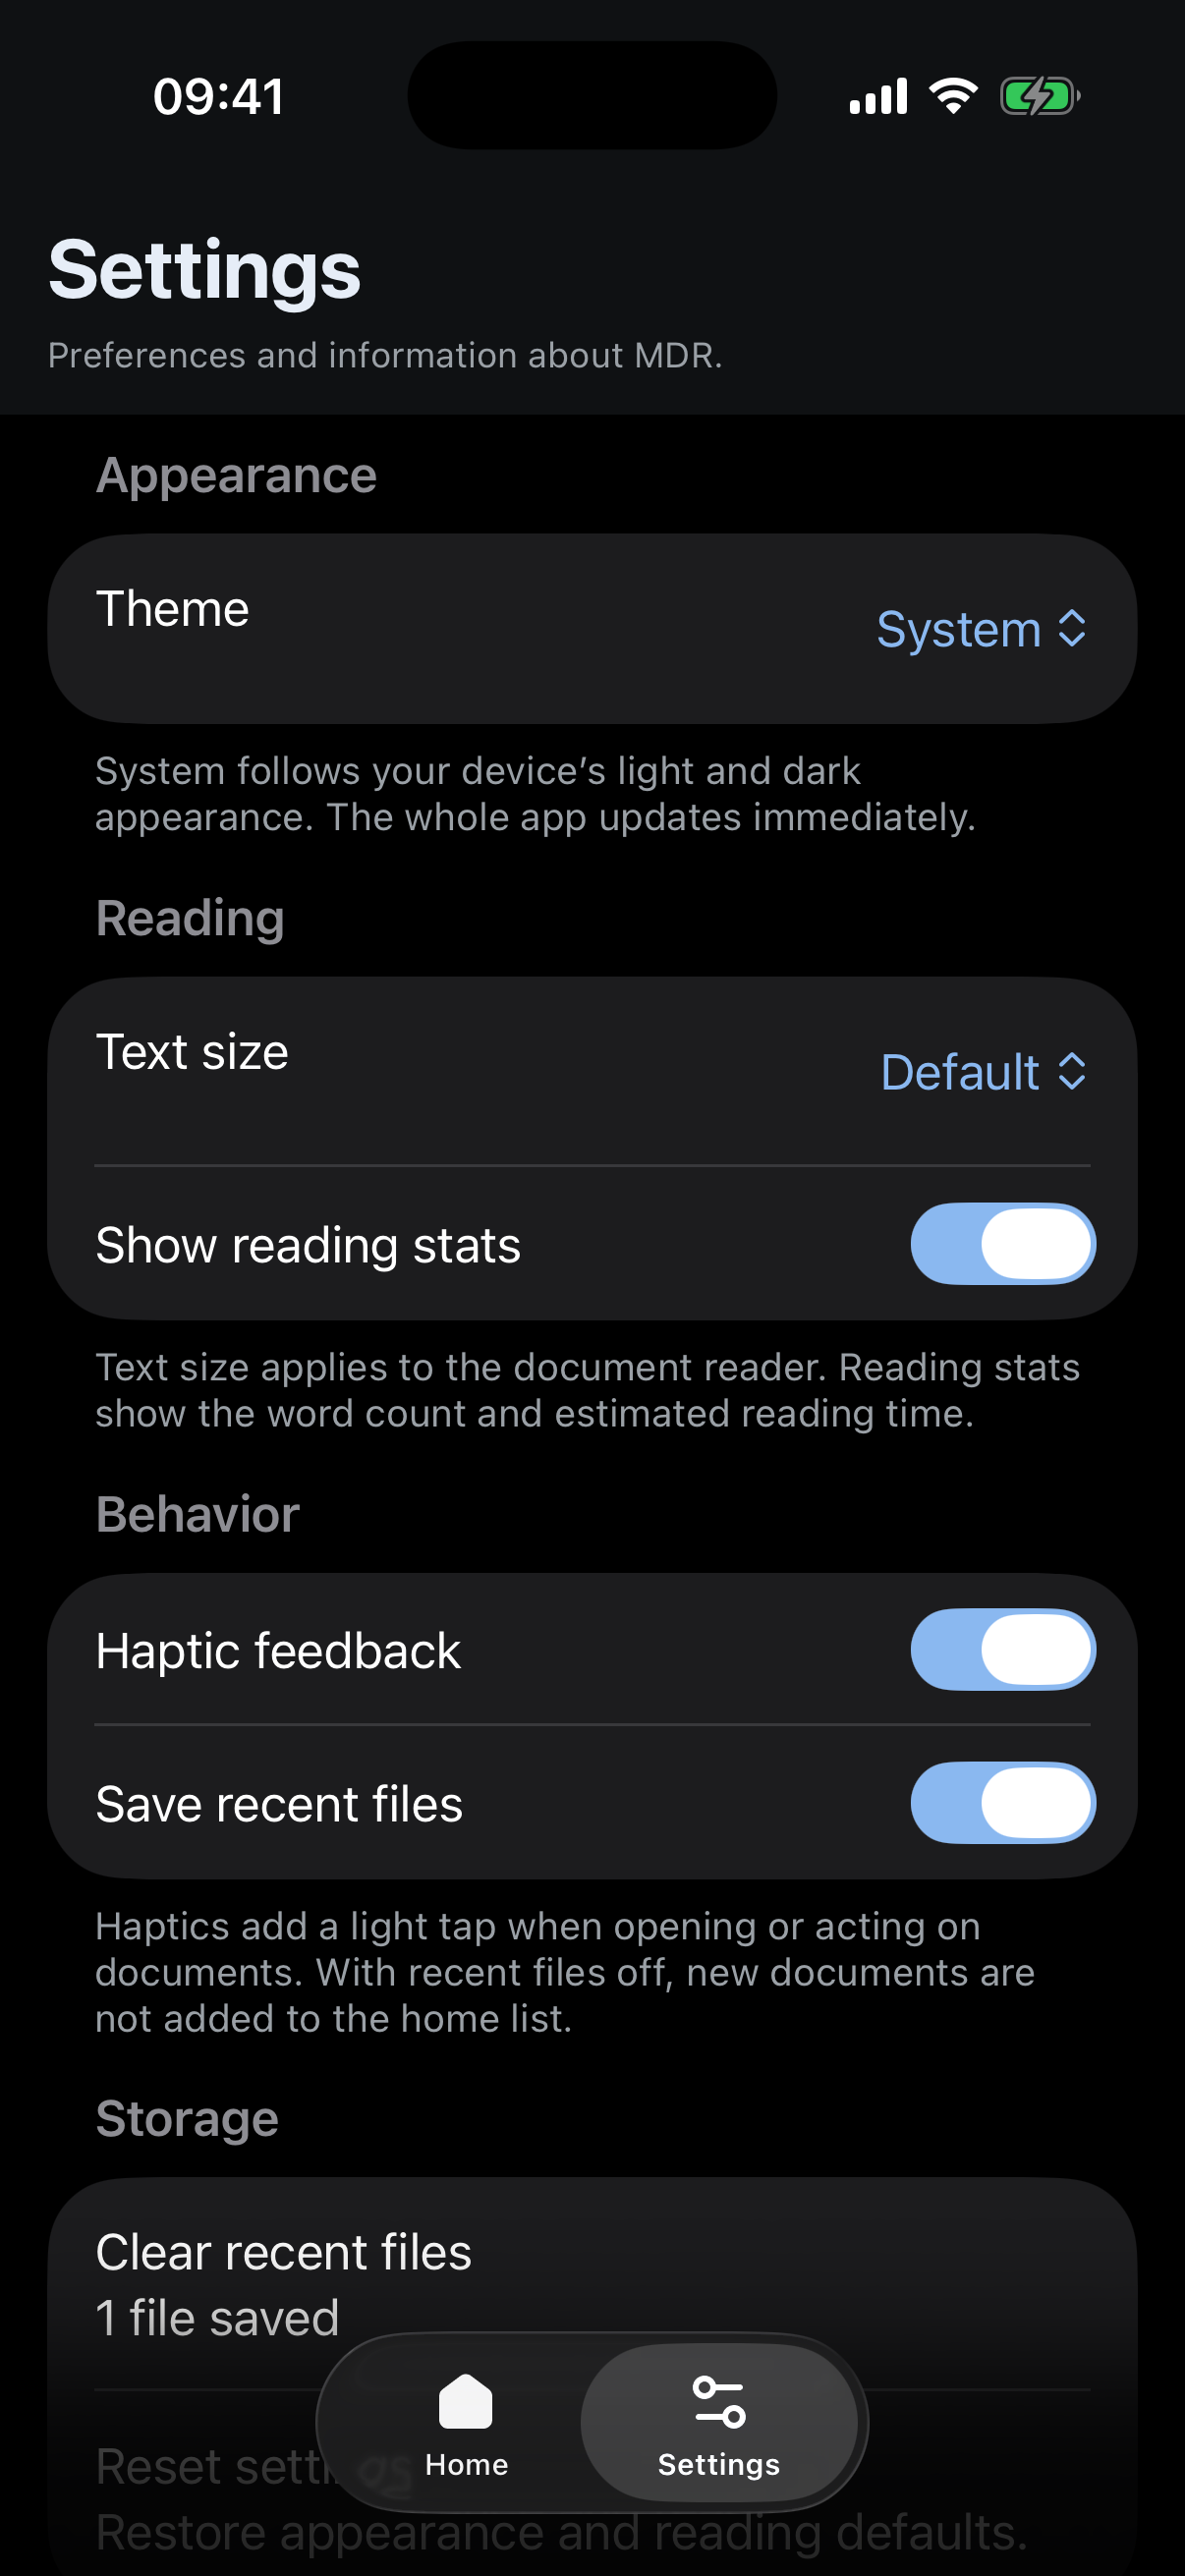 09:41
Settings
Preferences and information about MDR.
Appearance
Theme
System
System follows your device’s light and dark
appearance. The whole app updates immediately.
Reading
Text size
Default
Show reading stats
Text size applies to the document reader. Reading stats
show the word count and estimated reading time.
Behavior
Haptic feedback
Save recent files
Haptics add a light tap when opening or acting on
documents. With recent files off, new documents are
not added to the home list.
Storage
Clear recent files
1 file saved
Reset
Home
Settings
Restore appearance and reading defaults.